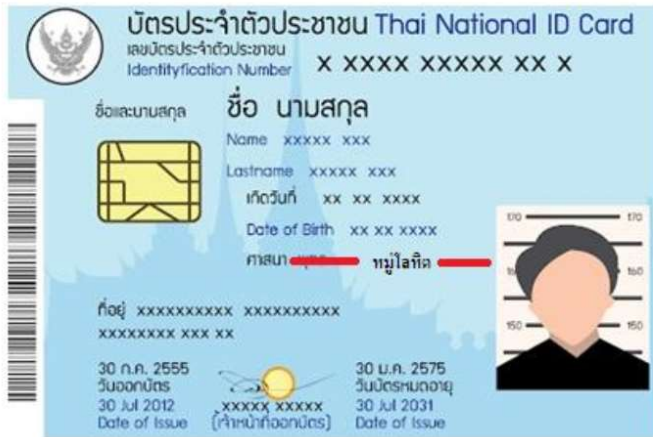 บัตรประจำตัวประชาชน Thai National ID Card
เลขบัตรประจำตัวประชาชน
Identityfication Number X XXXX XXXXX XX X
ชื่อและนามสกุล ชื่อ นามสกุล
Name xxxxx xxx
Lastname xxxxx xxx
เกิดวันที่ xx xx xxxx
Date of Birth xx xx xxxx
ศาสนา หมู่โลหิต
ที่อยู่ xxxxxxxxxx xxxxxxxxxx
xxxxxxxx xxx xx
30 ก.ค. 2555
วันออกบัตร
30 Jul 2012
Date of Issue
xxxxx xxxxx
(เจ้าหน้าที่ออกบัตร)
30 ม.ค. 2575
วันบัตรหมดอายุ
30 Jul 2031
Date of Issue
170 170
160
150 150